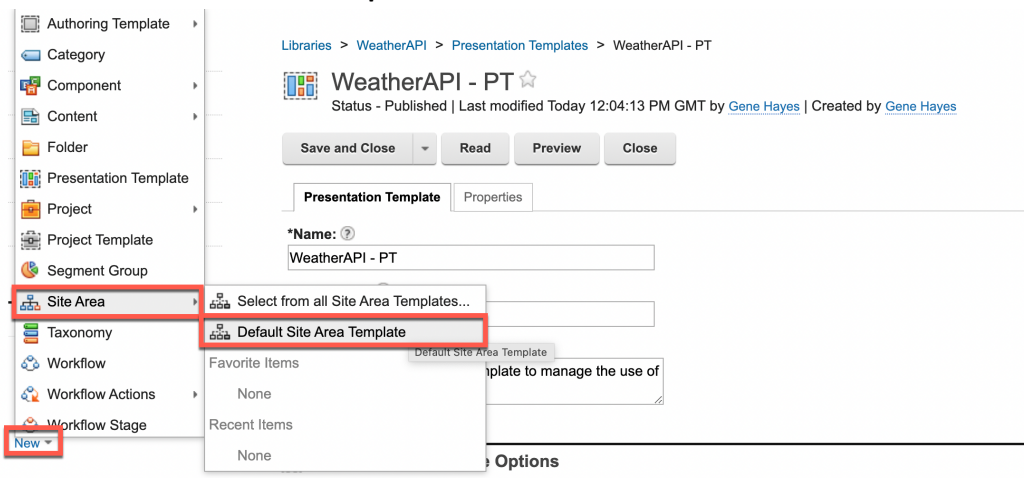 Authoring Template
Category
Component
Content
Folder
Presentation Template
Project
Project Template
Segment Group
Site Area
Taxonomy
Workflow
Workflow Actions
Workflow Stage
New
Select from all Site Area Templates...
Default Site Area Template
Favorite Items
None
Recent Items
None
Default Site Area Template
Libraries > WeatherAPI > Presentation Templates > WeatherAPI - PT
WeatherAPI - PT
Status - Published | Last modified Today 12:04:13 PM GMT by Gene Hayes | Created by Gene Hayes
Save and Close Read Preview Close
Presentation Template Properties
*Name: ?
WeatherAPI - PT
to manage the use of
Options